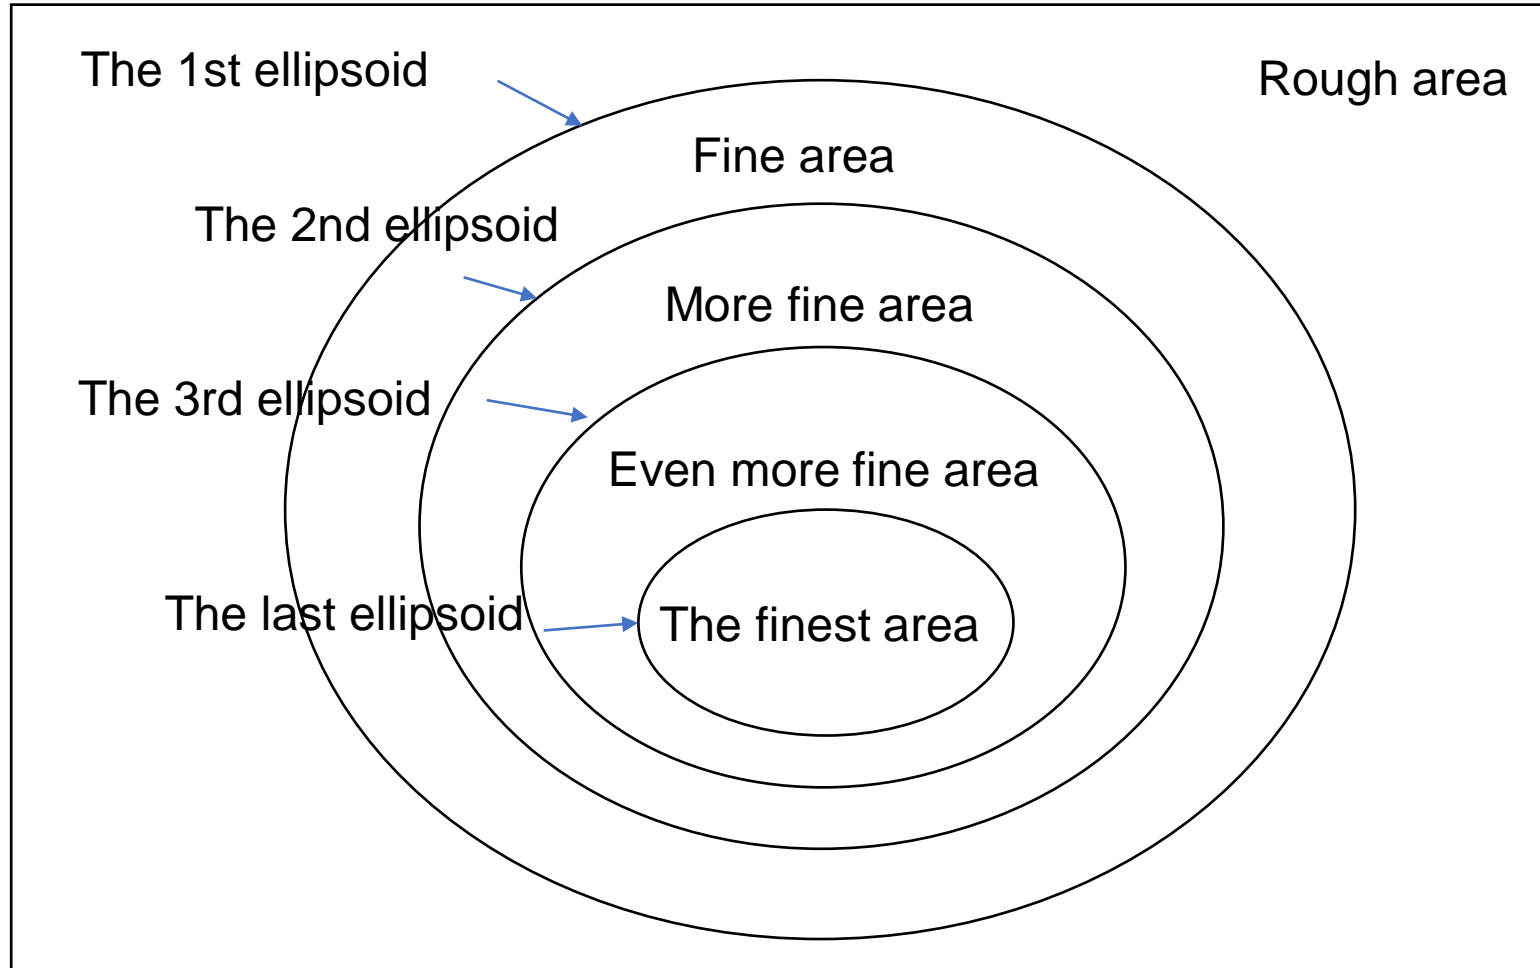 The 1st ellipsoid
Rough area
Fine area
The 2nd ellipsoid
More fine area
The 3rd ellipsoid
Even more fine area
The last ellipsoid
The finest area